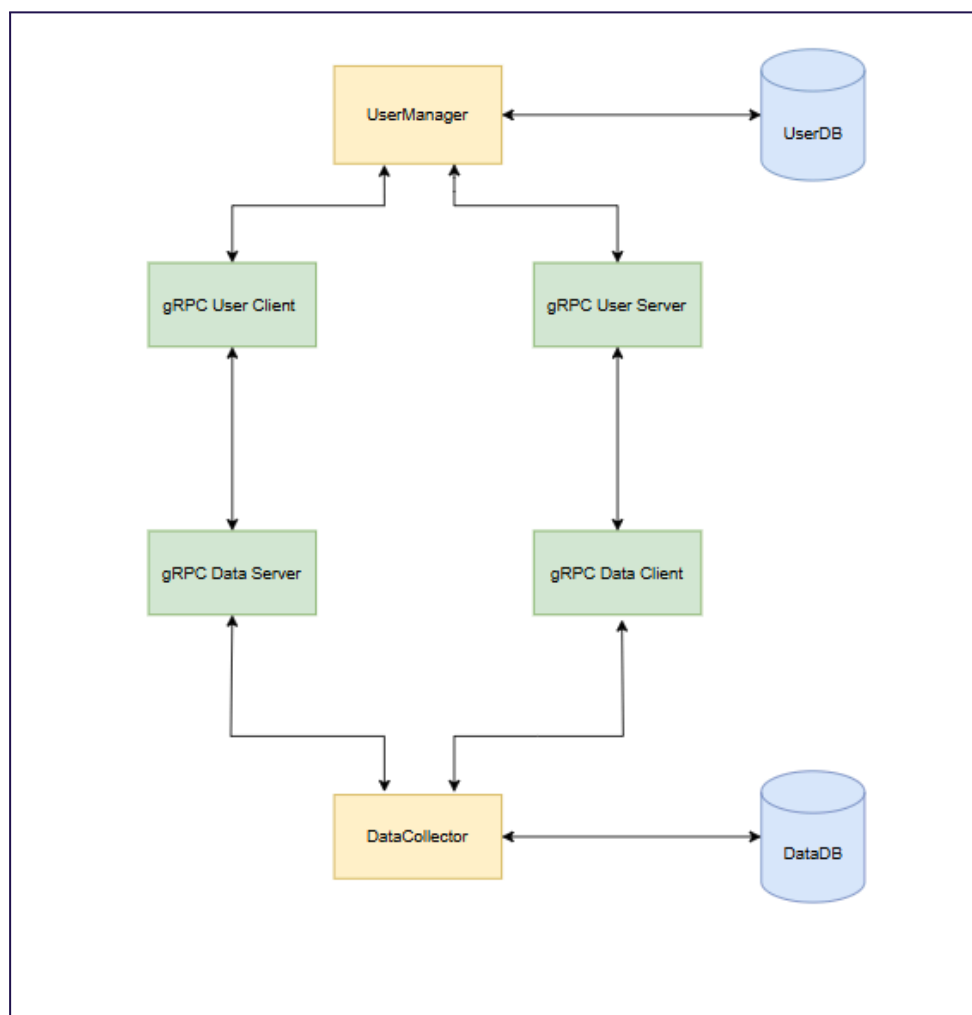 UserManager
UserDB
gRPC User Client
gRPC User Server
gRPC Data Server
gRPC Data Client
DataCollector
DataDB